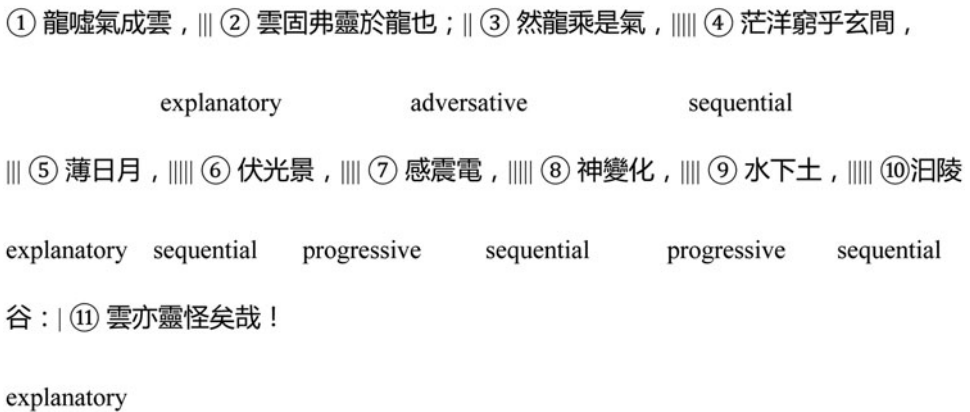 ① 龍噓氣成雲，||| ② 雲固弗靈於龍也；|| ③ 然龍乘是氣，||||| ④ 茫洋窮乎玄間，
explanatory adversative sequential
||| ⑤ 薄日月，||||| ⑥ 伏光景，|||| ⑦ 感震電，||||| ⑧ 神變化，|||| ⑨ 水下土，||||| ⑩汩陵
explanatory sequential progressive sequential progressive sequential
谷：| ⑪ 雲亦靈怪矣哉！
explanatory